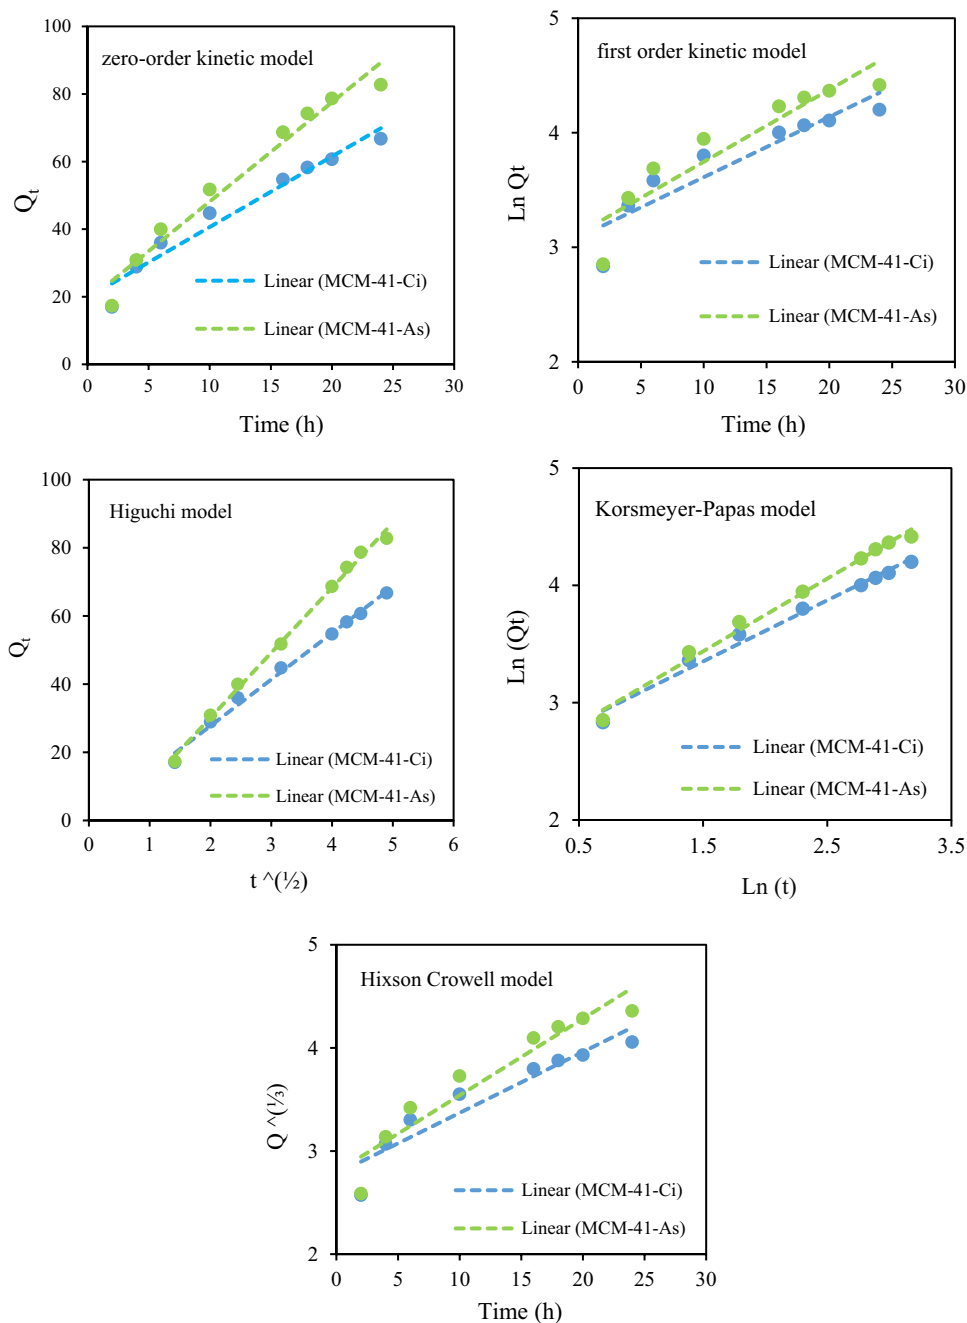 zero-order kinetic model
Q_t
100
80
60
40
20
0
Linear (MCM-41-Ci)
Linear (MCM-41-As)
0 5 10 15 20 25 30
Time (h)
first order kinetic model
Ln Qt
5
4
3
2
Linear (MCM-41-Ci)
Linear (MCM-41-As)
0 5 10 15 20 25 30
Time (h)
Higuchi model
Q_t
100
80
60
40
20
0
Linear (MCM-41-Ci)
Linear (MCM-41-As)
0 1 2 3 4 5 6
t ^(½)
Korsmeyer-Papas model
Ln (Qt)
5
4
3
2
Linear (MCM-41-Ci)
Linear (MCM-41-As)
0.5 1.5 2.5 3.5
Ln (t)
Hixson Crowell model
Q ^(⅓)
5
4
3
2
Linear (MCM-41-Ci)
Linear (MCM-41-As)
0 5 10 15 20 25 30
Time (h)